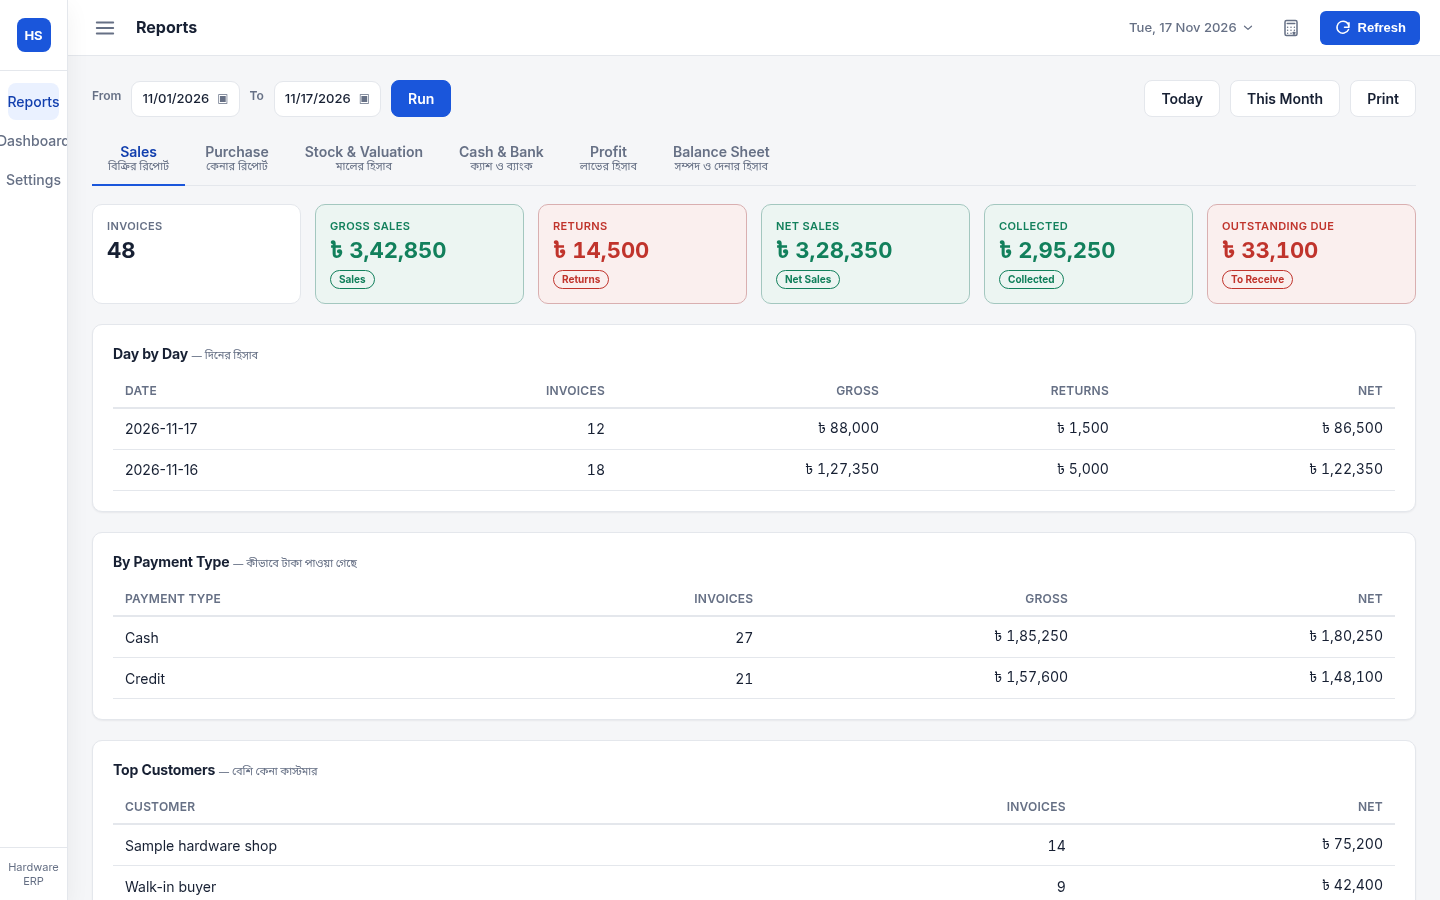 HS
Reports
Tue, 17 Nov 2026
Refresh
Reports
Dashboard
Settings
Hardware
ERP
From 11/01/2026 To 11/17/2026 Run Today This Month Print
Sales Purchase Stock & Valuation Cash & Bank Profit Balance Sheet
বিক্রির রিপোর্ট কেনার রিপোর্ট মালের হিসাব ক্যাশ ও ব্যাংক লাভের হিসাব সম্পদ ও দেনার হিসাব
INVOICES
48
GROSS SALES
৳ 3,42,850
Sales
RETURNS
৳ 14,500
Returns
NET SALES
৳ 3,28,350
Net Sales
COLLECTED
৳ 2,95,250
Collected
OUTSTANDING DUE
৳ 33,100
To Receive
Day by Day — দিনের হিসাব
DATE INVOICES GROSS RETURNS NET
2026-11-17 12 ৳ 88,000 ৳ 1,500 ৳ 86,500
2026-11-16 18 ৳ 1,27,350 ৳ 5,000 ৳ 1,22,350
By Payment Type — কীভাবে টাকা পাওয়া গেছে
PAYMENT TYPE INVOICES GROSS NET
Cash 27 ৳ 1,85,250 ৳ 1,80,250
Credit 21 ৳ 1,57,600 ৳ 1,48,100
Top Customers — বেশি কেনা কাস্টমার
CUSTOMER INVOICES NET
Sample hardware shop 14 ৳ 75,200
Walk-in buyer 9 ৳ 42,400